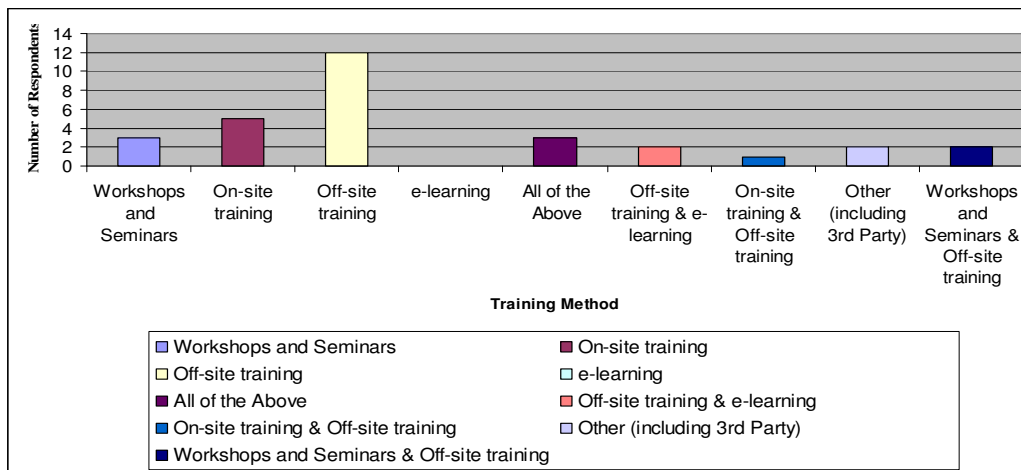 Number of Respondents
14
12
10
8
6
4
2
0
Workshops and Seminars
On-site training
Off-site training
e-learning
All of the Above
Off-site training & e-learning
On-site training & Off-site training
Other (including 3rd Party)
Workshops and Seminars & Off-site training
Training Method
Workshops and Seminars
On-site training
Off-site training
e-learning
All of the Above
Off-site training & e-learning
On-site training & Off-site training
Other (including 3rd Party)
Workshops and Seminars & Off-site training